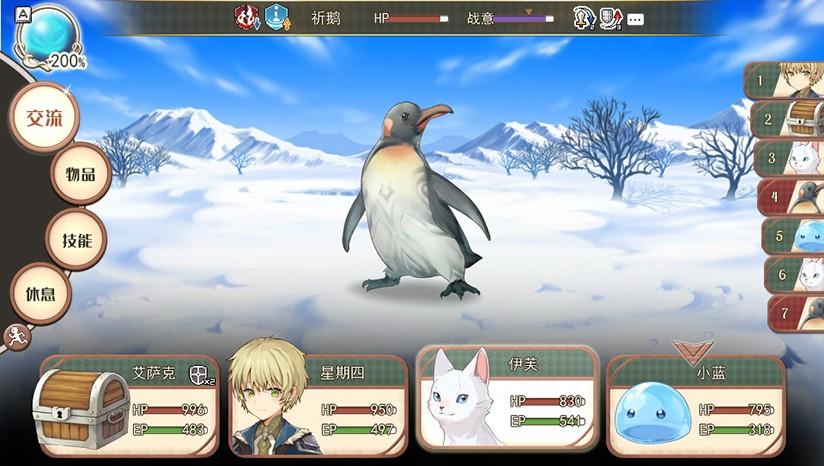 A
200%
祈鹅
HP
战意
交流
物品
技能
休息
1
2
3
4
5
6
7
艾萨克
×2
HP 996
EP 483
星期四
HP 950
EP 497
伊芙
HP 830
EP 541
小蓝
HP 795
EP 318